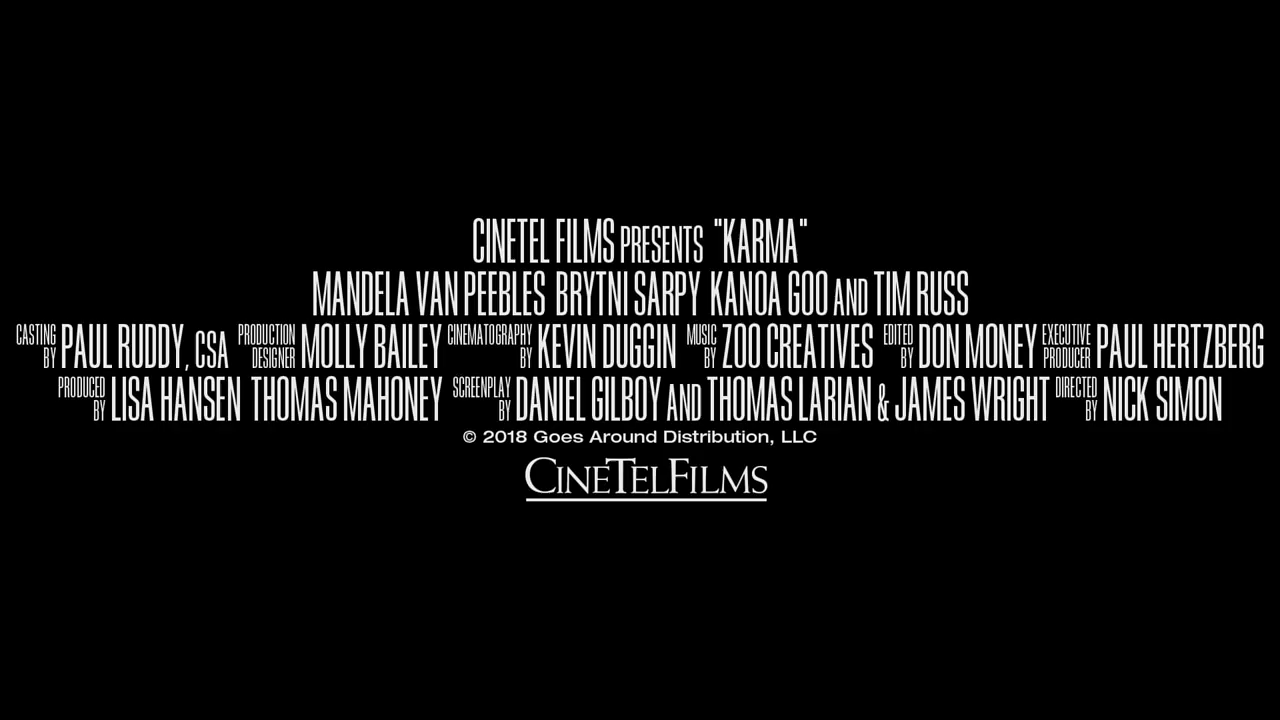 CINETEL FILMS PRESENTS "KARMA"
MANDELA VAN PEEBLES BRYTNI SARPY KANOA GOO AND TIM RUSS
CASTING BY PAUL RUDDY, CSA PRODUCTION DESIGNER MOLLY BAILEY CINEMATOGRAPHY BY KEVIN DUGGIN MUSIC BY ZOO CREATIVES EDITED BY DON MONEY EXECUTIVE PRODUCER PAUL HERTZBERG
PRODUCED BY LISA HANSEN THOMAS MAHONEY SCREENPLAY BY DANIEL GILBOY AND THOMAS LARIAN & JAMES WRIGHT DIRECTED BY NICK SIMON
© 2018 Goes Around Distribution, LLC
CINETELFILMS